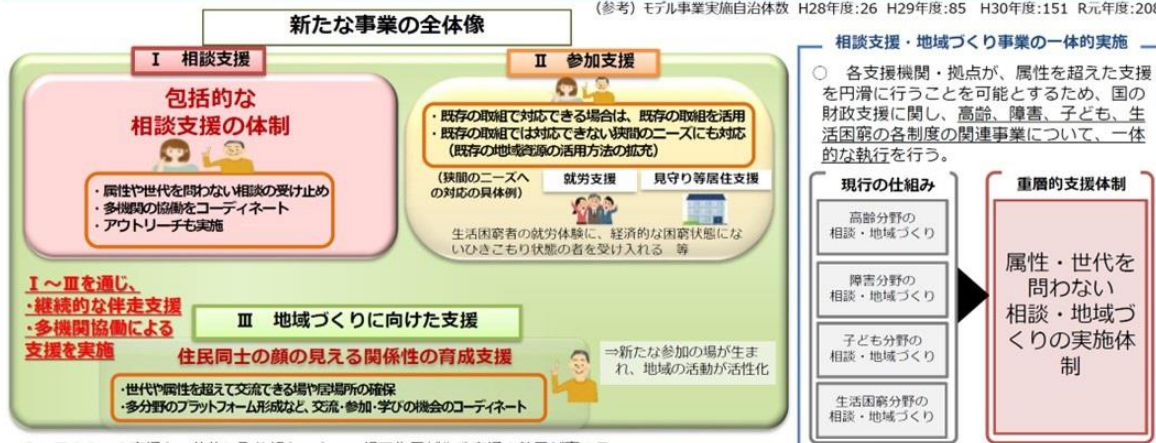 (参考) モデル事業実施自治体数 H28年度:26 H29年度:85 H30年度:151 R元年度:208
新たな事業の全体像
Ⅰ 相談支援
包括的な
相談支援の体制
・属性や世代を問わない相談の受け止め
・多機関の協働をコーディネート
・アウトリーチも実施
Ⅱ 参加支援
・既存の取組で対応できる場合は、既存の取組を活用
・既存の取組では対応できない狭間のニーズにも対応
(既存の地域資源の活用方法の拡充)
(狭間のニーズへ
の対応の具体例)
就労支援
見守り等居住支援
生活困窮者の就労体験に、経済的な困窮状態にな
いひきこもり状態の者を受け入れる 等
Ⅰ~Ⅲを通じ、
・継続的な伴走支援
・多機関協働による
支援を実施
Ⅲ 地域づくりに向けた支援
住民同士の顔の見える関係性の育成支援
・世代や属性を超えて交流できる場や居場所の確保
・多分野のプラットフォーム形成など、交流・参加・学びの機会のコーディネート
⇒新たな参加の場が生ま
れ、地域の活動が活性化
相談支援・地域づくり事業の一体的実施
○ 各支援機関・拠点が、属性を超えた支援
を円滑に行うことを可能とするため、国の
財政支援に関し、高齢、障害、子ども、生
活困窮の各制度の関連事業について、一体
的な執行を行う。
現行の仕組み
高齢分野の
相談・地域づくり
障害分野の
相談・地域づくり
子ども分野の
相談・地域づくり
生活困窮分野の
相談・地域づくり
重層的支援体制
属性・世代を
問わない
相談・地域づ
くりの実施体
制